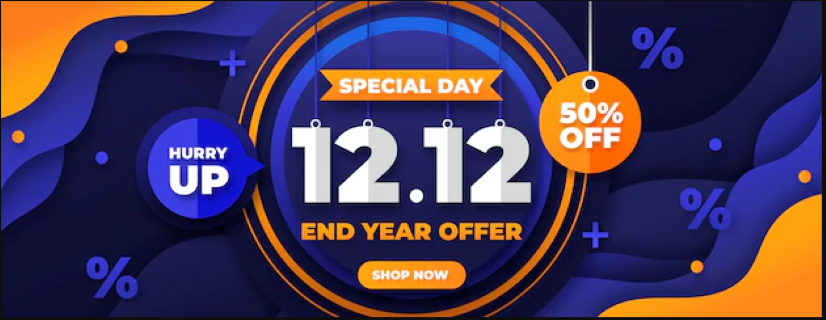 SPECIAL DAY
12.12
END YEAR OFFER
SHOP NOW
HURRY
UP
50%
OFF
%
%
%